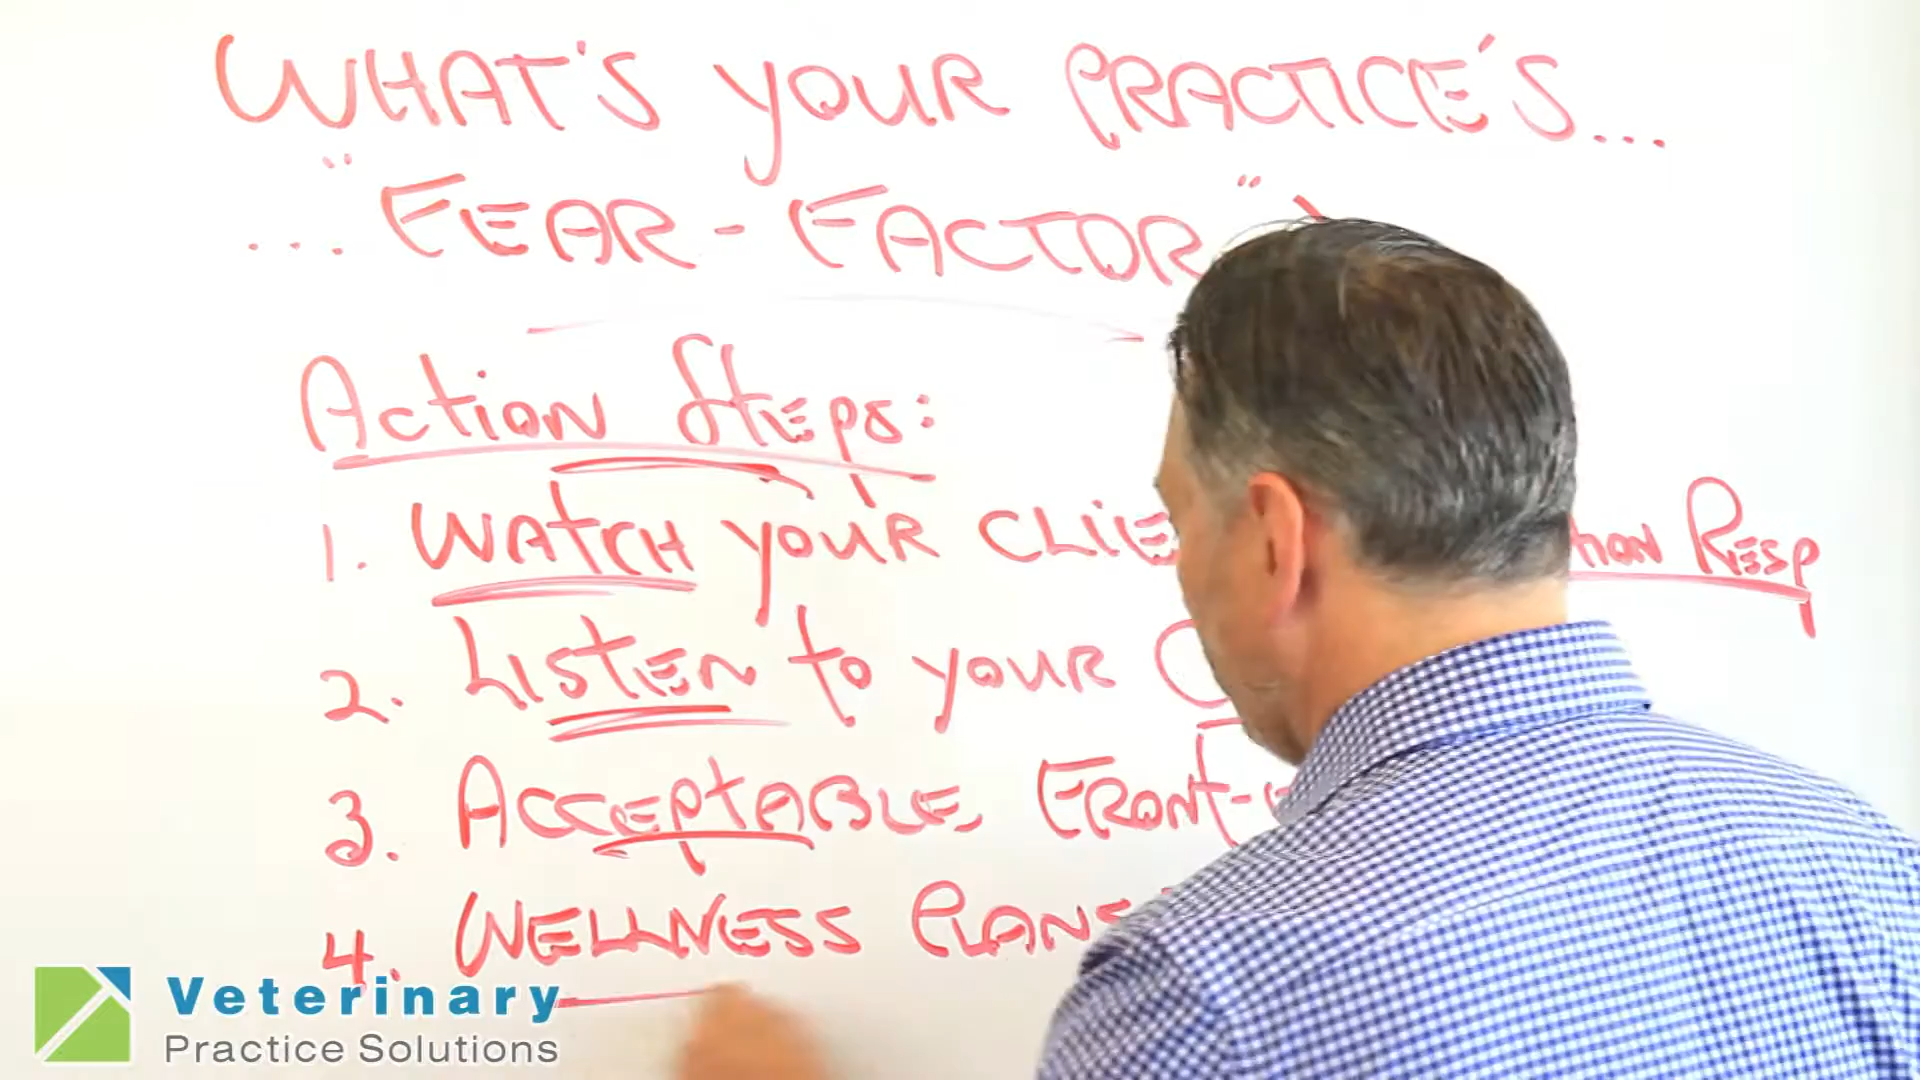 WHAT'S YOUR PRACTICE'S...
... "FEAR-FACTOR"
Action Steps:
1. WATCH YOUR CLIE
2. LISTEN to YOUR
3. ACCEPTABLE, FRONT-
4. WELLNESS PLANS
RESP
Veterinary
Practice Solutions